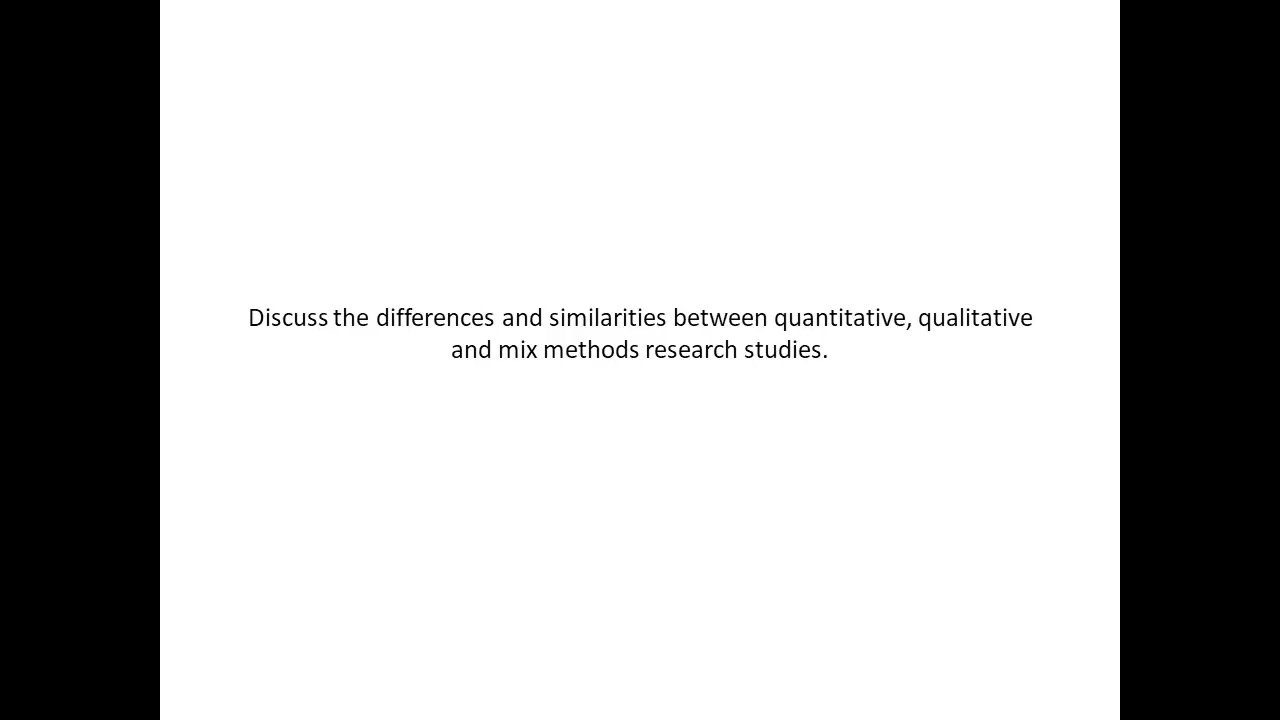 Discuss the differences and similarities between quantitative, qualitative
and mix methods research studies.